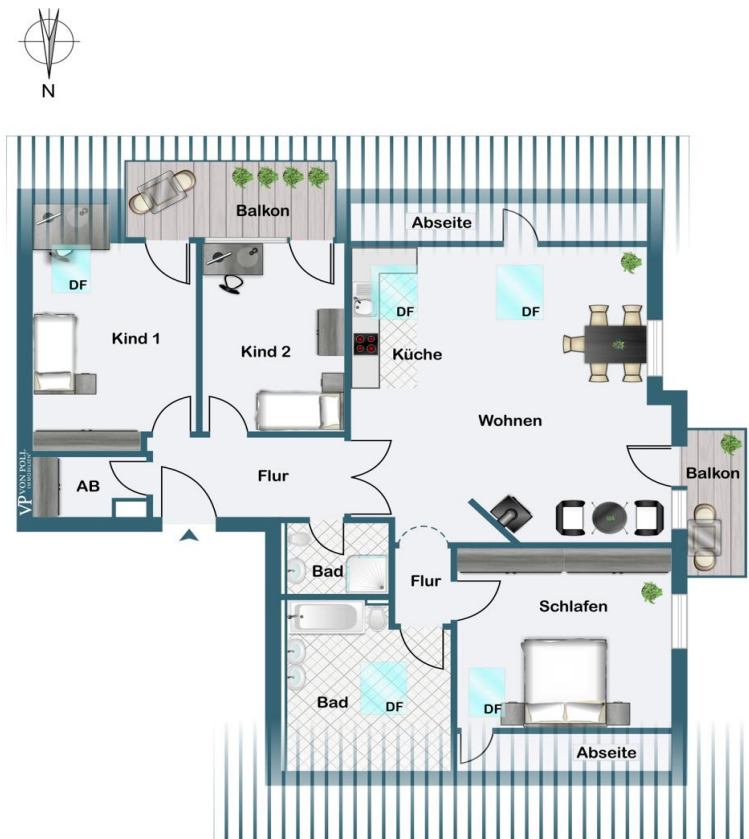 N
Balkon
Abseite
DF
DF
DF
Kind 1
Kind 2
Küche
Wohnen
Balkon
Flur
AB
VP VON POLL
IMMOBILIEN
Bad
Flur
Schlafen
Bad
DF
DF
Abseite